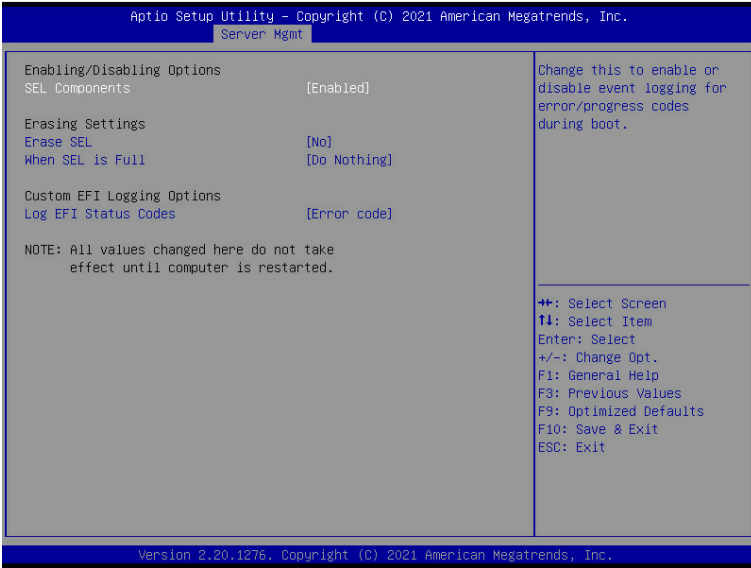 Aptio Setup Utility – Copyright (C) 2021 American Megatrends, Inc.
Server Mgmt
Enabling/Disabling Options
SEL Components [Enabled]
Erasing Settings
Erase SEL [No]
When SEL is Full [Do Nothing]
Custom EFI Logging Options
Log EFI Status Codes [Error code]
NOTE: All values changed here do not take
effect until computer is restarted.
Change this to enable or
disable event logging for
error/progress codes
during boot.
→←: Select Screen
↑↓: Select Item
Enter: Select
+/-: Change Opt.
F1: General Help
F3: Previous Values
F9: Optimized Defaults
F10: Save & Exit
ESC: Exit
Version 2.20.1276. Copyright (C) 2021 American Megatrends, Inc.